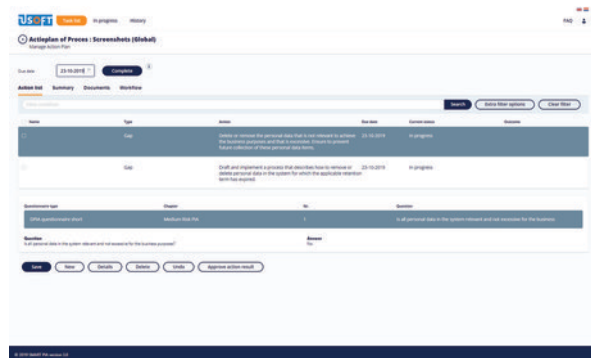 USOFT Task list In progress History FAQ
Actieplan of Proces : Screenshots (Global)
Manage Action Plan
Due date 23-10-2019 Complete
Action list Summary Documents Workflow
Search Extra filter options Clear filter
Name Type Action Due date Current status Outcome
Gap Delete or remove the personal data that is not relevant to achieve 23-10-2019 In progress
the business purposes and that is excessive. Ensure to prevent
future collection of these personal data items.
Gap Draft and implement a process that describes how to remove or 23-10-2019 In progress
delete personal data in the system for which the applicable retention
term has expired.
Questionnaire type Chapter Nr. Question
DPIA questionnaire short Medium Risk PIA 1 Is all personal data in the system relevant and not excessive for the business
Question Answer
Is all personal data in the system relevant and not excessive for the business purposes? No
Save New Details Delete Undo Approve action result